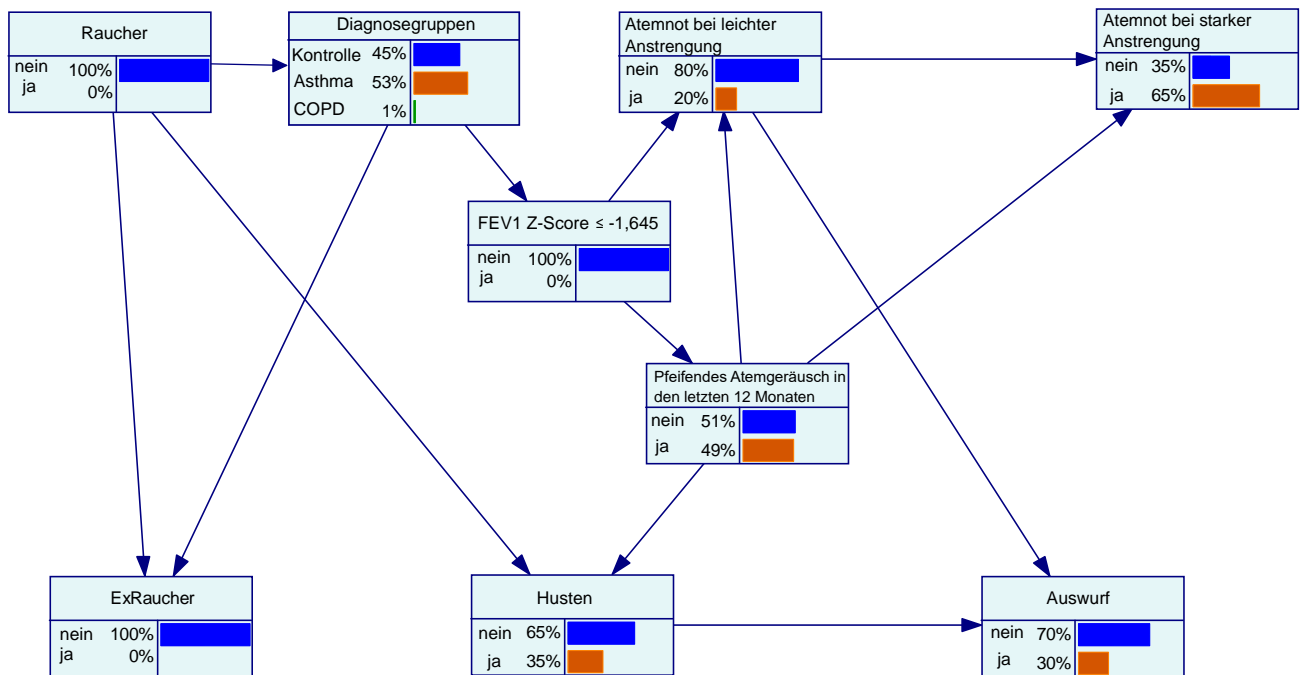 Raucher
nein 100%
ja 0%
Diagnosegruppen
Kontrolle 45%
Asthma 53%
COPD 1%
Atemnot bei leichter
Anstrengung
nein 80%
ja 20%
Atemnot bei starker
Anstrengung
nein 35%
ja 65%
FEV1 Z-Score ≤ -1,645
nein 100%
ja 0%
Pfeifendes Atemgeräusch in
den letzten 12 Monaten
nein 51%
ja 49%
ExRaucher
nein 100%
ja 0%
Husten
nein 65%
ja 35%
Auswurf
nein 70%
ja 30%